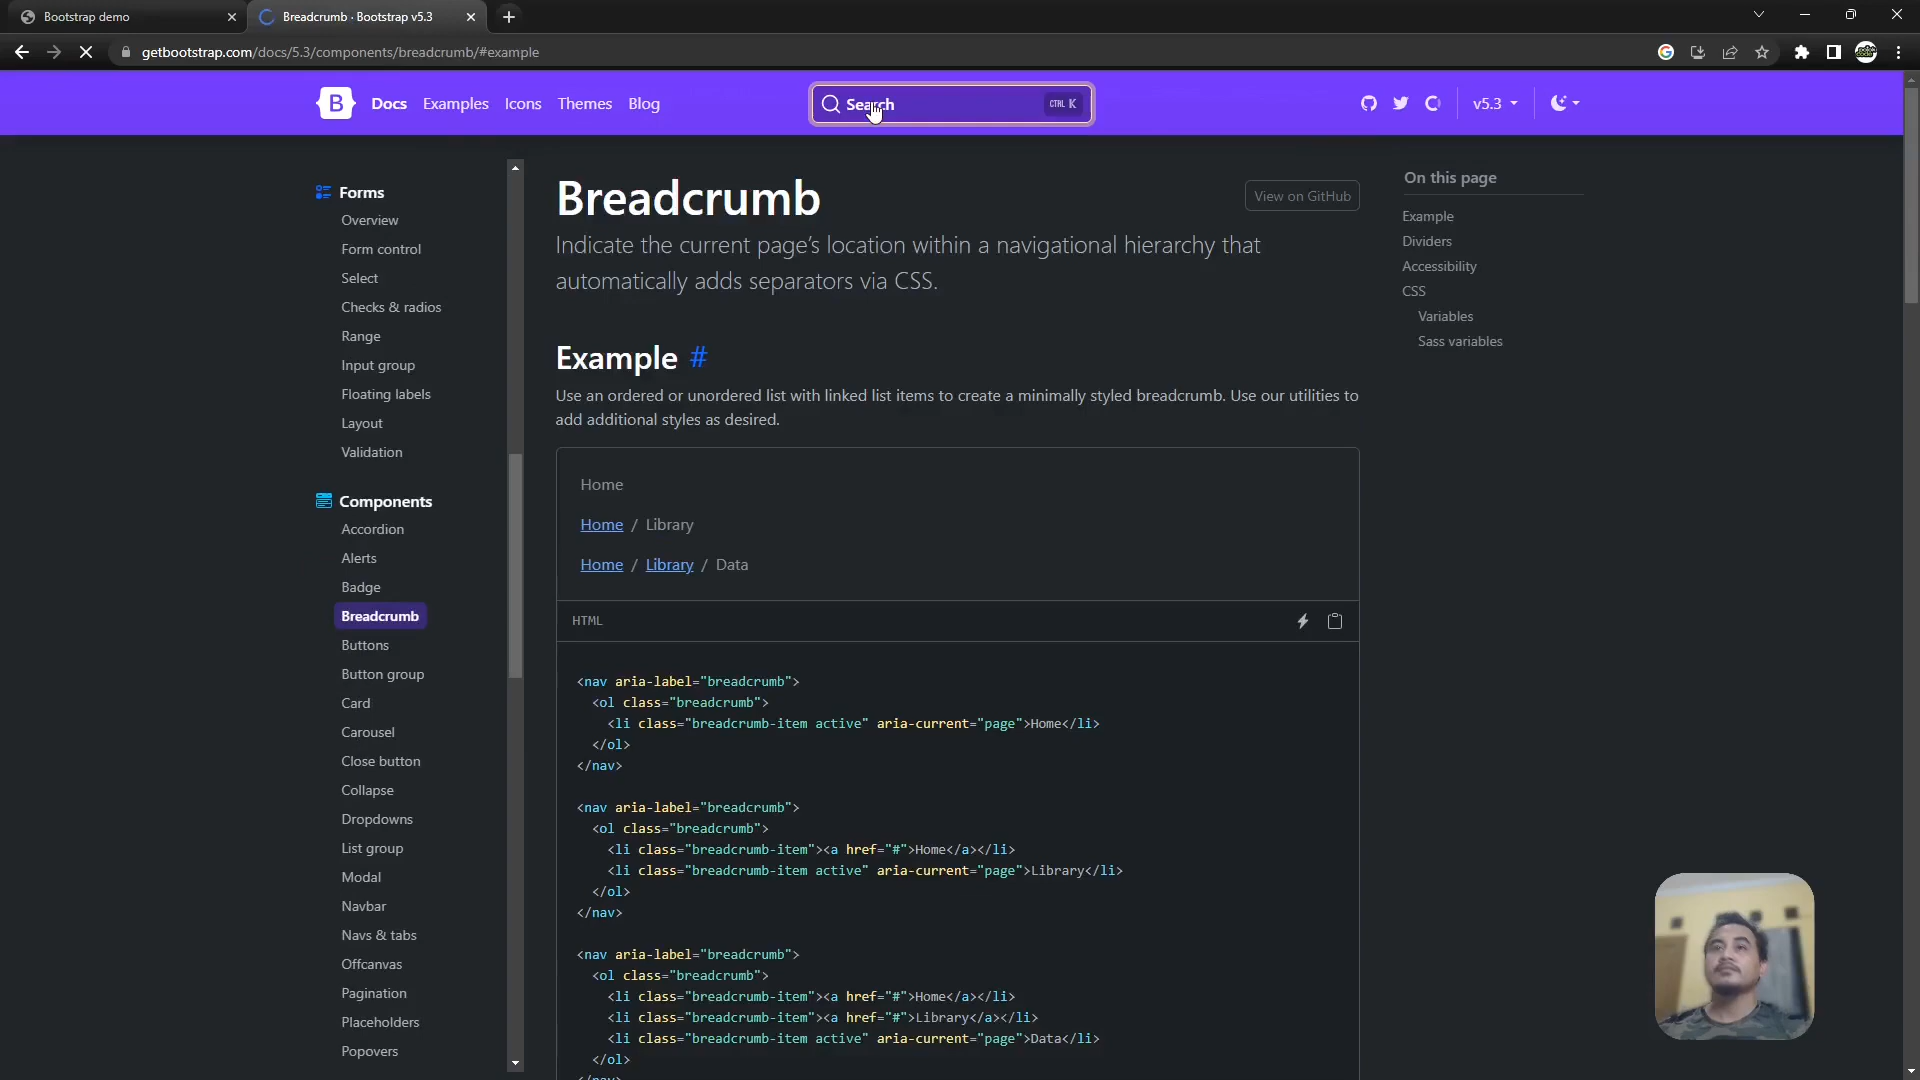 Bootstrap demo
Breadcrumb · Bootstrap v5.3
getbootstrap.com/docs/5.3/components/breadcrumb/#example
B
Docs
Examples
Icons
Themes
Blog
Search
CTRL K
v5.3
Forms
Overview
Form control
Select
Checks & radios
Range
Input group
Floating labels
Layout
Validation
Components
Accordion
Alerts
Badge
Breadcrumb
Buttons
Button group
Card
Carousel
Close button
Collapse
Dropdowns
List group
Modal
Navbar
Navs & tabs
Offcanvas
Pagination
Placeholders
Popovers
Breadcrumb
View on GitHub
Indicate the current page’s location within a navigational hierarchy that
automatically adds separators via CSS.
Example #
Use an ordered or unordered list with linked list items to create a minimally styled breadcrumb. Use our utilities to
add additional styles as desired.
Home
Home / Library
Home / Library / Data
HTML
<nav aria-label="breadcrumb">
<ol class="breadcrumb">
<li class="breadcrumb-item active" aria-current="page">Home</li>
</ol>
</nav>
<nav aria-label="breadcrumb">
<ol class="breadcrumb">
<li class="breadcrumb-item"><a href="#">Home</a></li>
<li class="breadcrumb-item active" aria-current="page">Library</li>
</ol>
</nav>
<nav aria-label="breadcrumb">
<ol class="breadcrumb">
<li class="breadcrumb-item"><a href="#">Home</a></li>
<li class="breadcrumb-item"><a href="#">Library</a></li>
<li class="breadcrumb-item active" aria-current="page">Data</li>
</ol>
On this page
Example
Dividers
Accessibility
CSS
Variables
Sass variables